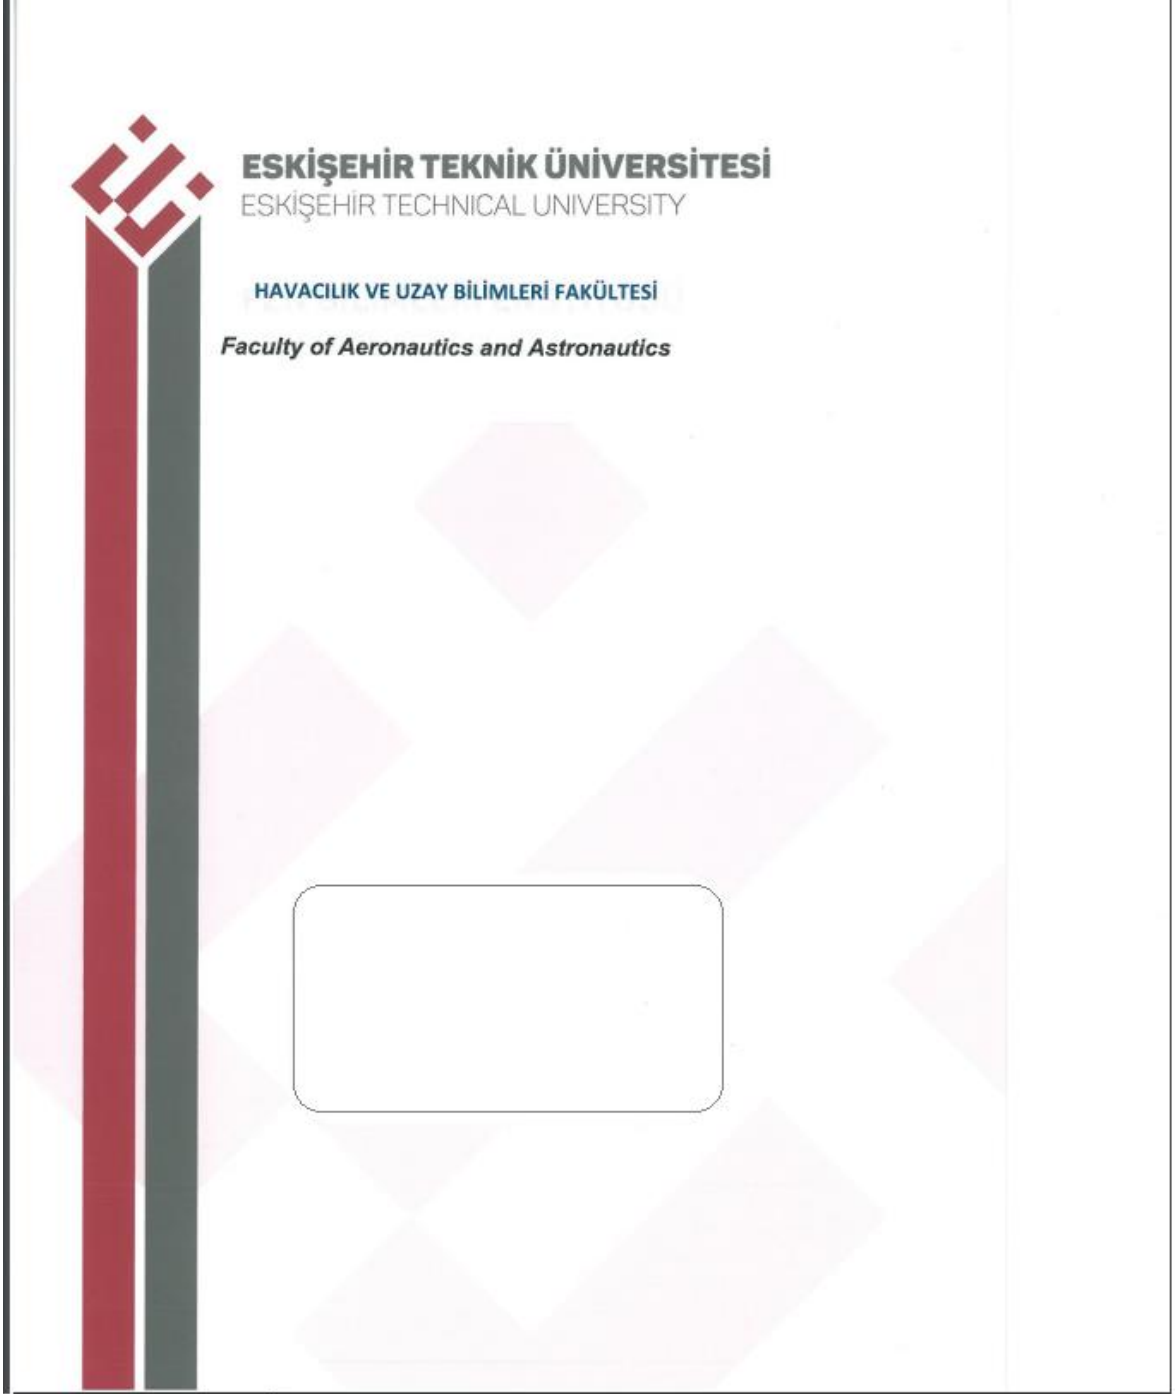 ESKİŞEHİR TEKNİK ÜNİVERSİTESİ
ESKİŞEHİR TECHNICAL UNIVERSITY
HAVACILIK VE UZAY BİLİMLERİ FAKÜLTESİ
Faculty of Aeronautics and Astronautics